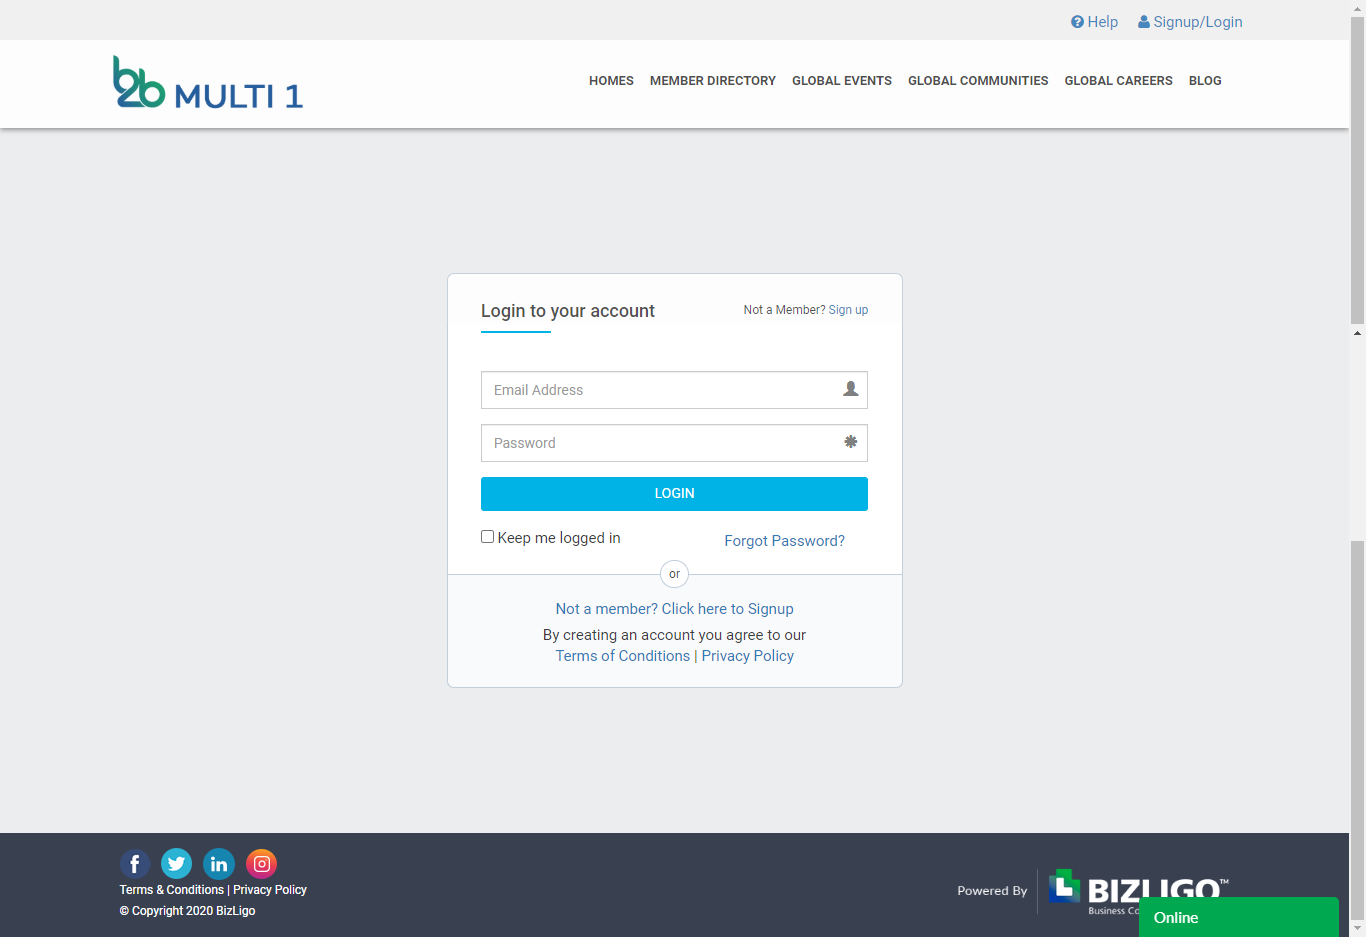 Help Signup/Login
b2b MULTI 1
HOMES MEMBER DIRECTORY GLOBAL EVENTS GLOBAL COMMUNITIES GLOBAL CAREERS BLOG
Login to your account
Not a Member? Sign up
Email Address
Password
LOGIN
Keep me logged in
Forgot Password?
or
Not a member? Click here to Signup
By creating an account you agree to our
Terms of Conditions | Privacy Policy
Terms & Conditions | Privacy Policy
© Copyright 2020 BizLigo
Powered By
BIZLIGO™
Business
Online